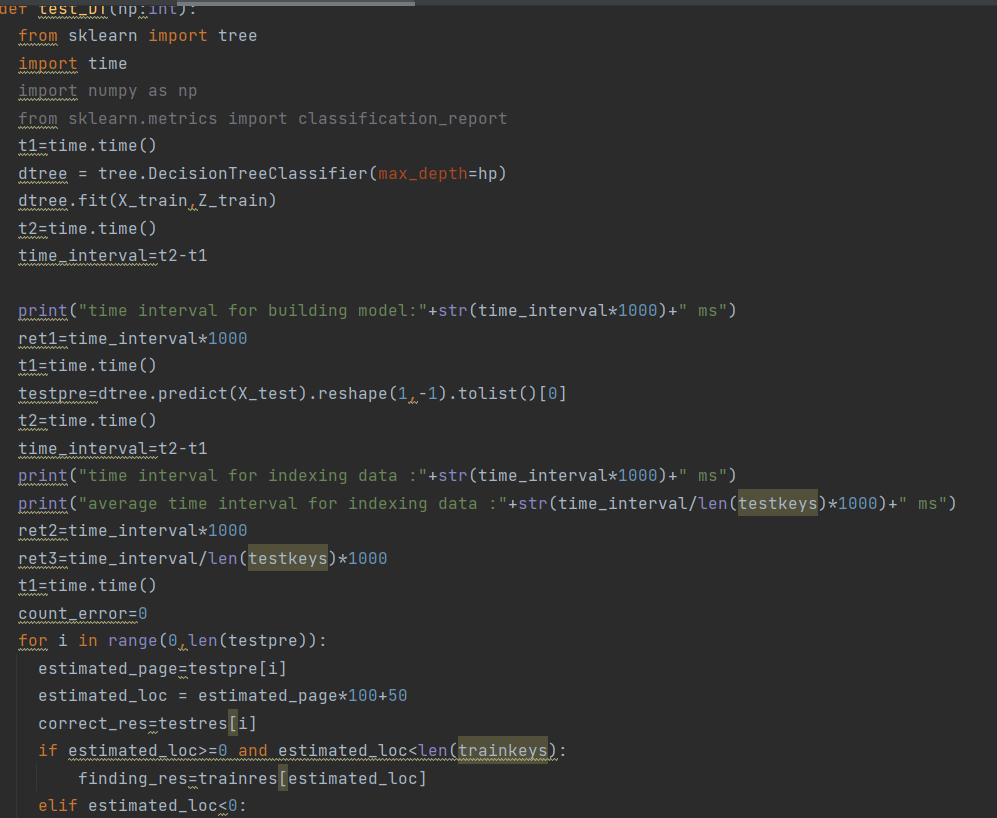 def test_DT(hp:int):
from sklearn import tree
import time
import numpy as np
from sklearn.metrics import classification_report
t1=time.time()
dtree = tree.DecisionTreeClassifier(max_depth=hp)
dtree.fit(X_train,Z_train)
t2=time.time()
time_interval=t2-t1
print("time interval for building model:"+str(time_interval*1000)+" ms")
ret1=time_interval*1000
t1=time.time()
testpre=dtree.predict(X_test).reshape(1,-1).tolist()[0]
t2=time.time()
time_interval=t2-t1
print("time interval for indexing data :"+str(time_interval*1000)+" ms")
print("average time interval for indexing data :"+str(time_interval/len(testkeys)*1000)+" ms")
ret2=time_interval*1000
ret3=time_interval/len(testkeys)*1000
t1=time.time()
count_error=0
for i in range(0,len(testpre)):
estimated_page=testpre[i]
estimated_loc = estimated_page*100+50
correct_res=testres[i]
if estimated_loc>=0 and estimated_loc<len(trainkeys):
finding_res=trainres[estimated_loc]
elif estimated_loc<0: